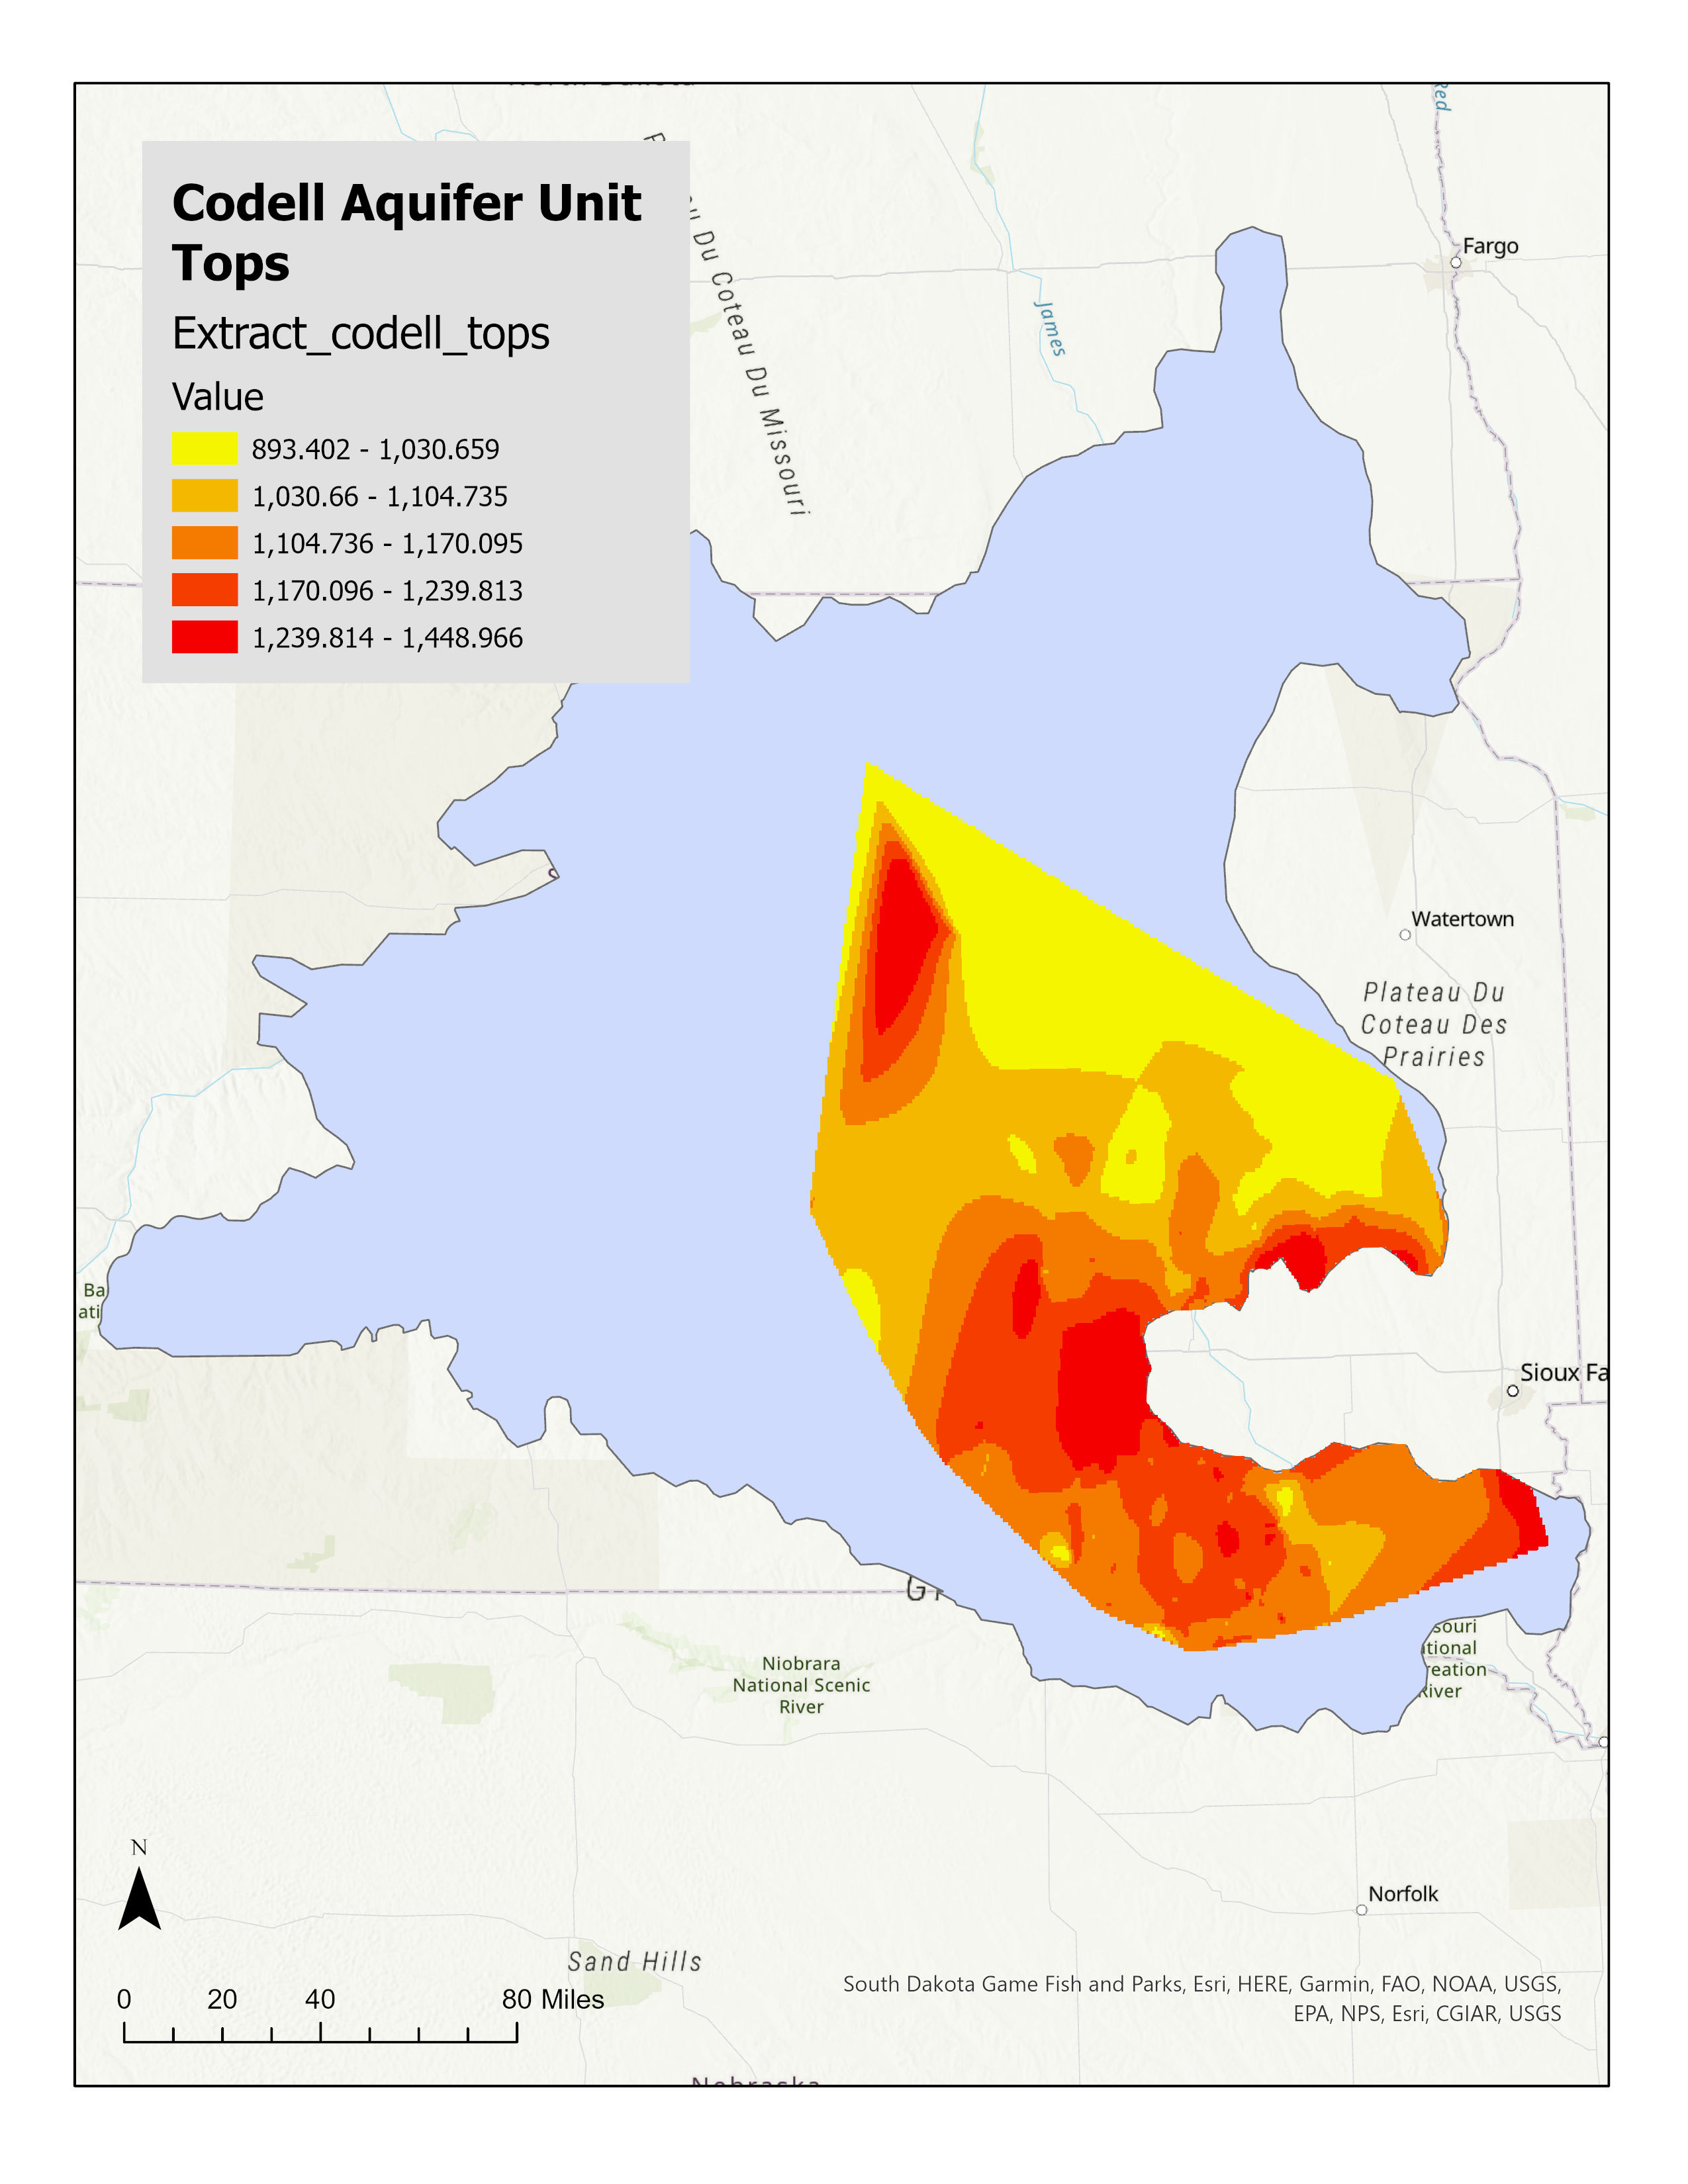 Codell Aquifer Unit
Tops
Extract_codell_tops
Value
893.402 - 1,030.659
1,030.66 - 1,104.735
1,104.736 - 1,170.095
1,170.096 - 1,239.813
1,239.814 - 1,448.966
Red
Fargo
Du Coteau Du Missouri
James
Watertown
Plateau Du
Coteau Des
Prairies
Ba
ati
Sioux Fa
Niobrara
National Scenic
River
souri
tional
reation
River
N
Norfolk
Sand Hills
0 20 40 80 Miles
South Dakota Game Fish and Parks, Esri, HERE, Garmin, FAO, NOAA, USGS,
EPA, NPS, Esri, CGIAR, USGS
Nebraska